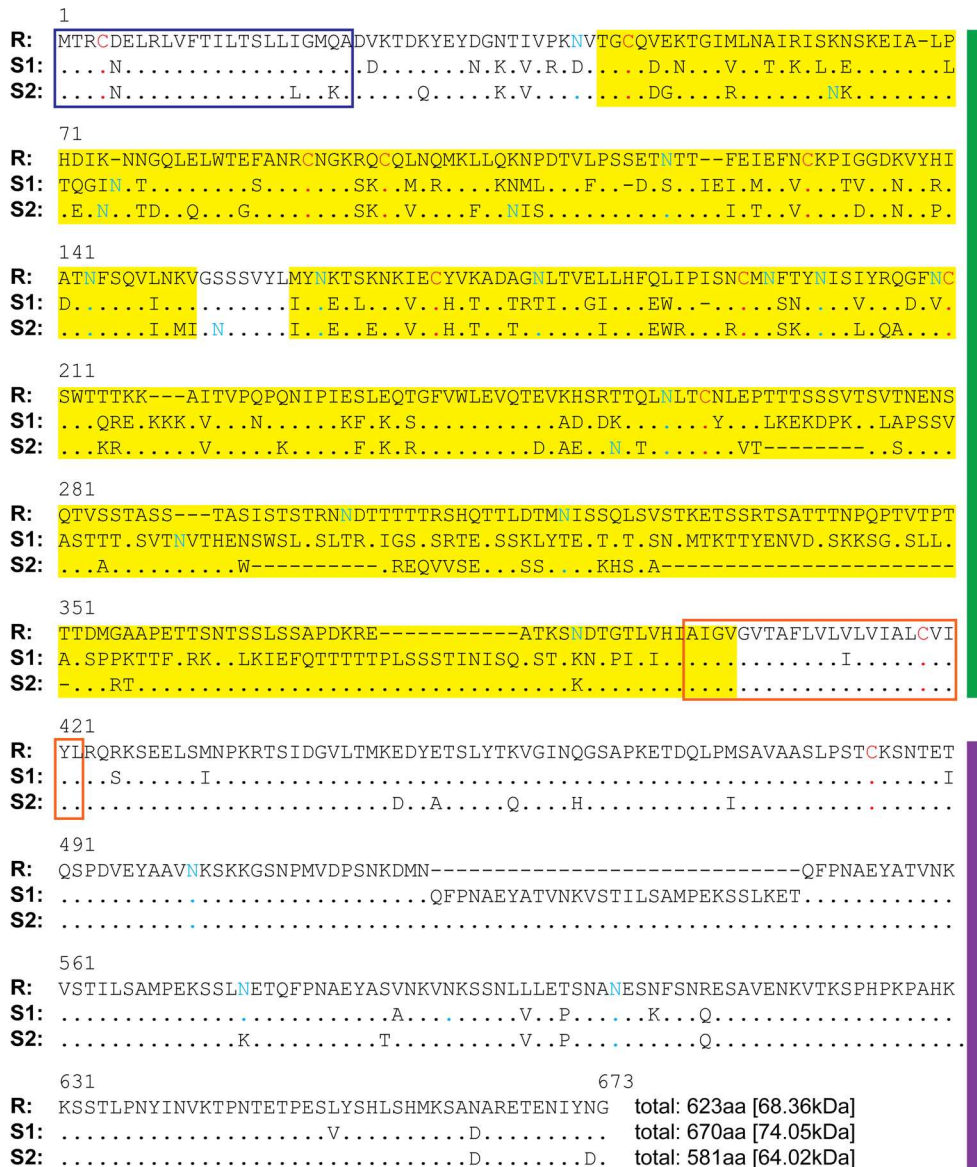 1
R: MTRCDELRLVFTILTSLLIGMQADVKTDKYEYDGNTIVPKNVTGCQVEKTGIMLNAIRISKNSKEIA-LP
S1: ....N...................D.......N.K.V.R.D.....D.N...V..T.K.L.E.......L
S2: ....N.............L..K......Q.....K.V...............DG....R.......NK.......
71
R: HDIK-NNGQLELWTEFANRCNGKRQCQLNQMKLLQKNPDTVLPSSETNTT--FEIEFNCKPIGGDKVYHI
S1: TQGIN.T........S.......SK..M.R....KNML...F..-D.S..IEI.M..V...TV..N..R.
S2: .E.N..TD..Q...G........SK..V....F..NIS................I.T..V...D..N..P.
141
R: ATNFSQVLNKVGSSSVYLMYNKTSKNKIECYVKADAGNLTVELLHFQLIPISNCMNFTYNISIYRQGFNC
S1: D......I..........I..E.L...V..H.T..TRTI..GI...EW..-.....SN....V...D.V.
S2: .......I.MI.N.....I..E..E..V..H.T..T.......I...EWR...R...SK....L.QA....
211
R: SWTTTKK---AITVPQPQNIPIESLEQTGFVWLEVQTEVKHSRTTQLNLTCNLEPTTTSSSVTSVTNENS
S1: ...QRE.KKK.V...N......KF.K.S...........AD.DK.......Y...LKEKDPK..LAPSSV
S2: ...KR......V.....K.....F.K.R.........D.AE..N.T.......VT--------..S....
281
R: QTVSSTASS---TASISTSTRNNDTTTTTRSHQTTLDTMNISSQLSVSTKETSSRTSATTTNPQPTVTPT
S1: ASTTT.SVTNVTHENSWSL.SLTR.IGS.SRTE.SSKLYTE.T.T.SN.MTKTTYENVD.SKKSG.SLL.
S2: ...A..........W-----------.REQVVSE...SS....KHS.A-----------------------
351
R: TTDMGAAPETTSNTSSLSSAPDKRE----------ATKSNDTGTLVHIAIGVGVTAFLVLVLVIALCVI
S1: A.SPPKTTF.RK..LKIEFQTTTTTPLSSSTINISQ.ST.KN.PI.I..............I........
S2: -...RT..................................K.............................
421
R: YLRQRKSEELSMNPKRTSIDGVLTMKEDYETSLYTKVGINQGSAPKETDQLPMSAVAASLPSTCKSNTET
S1: ....S......I.........................................................I
S2: ..........................D..A.....Q....H...........I.................
491
R: QSPDVEYAAVNKSKKGSNPMVDPSNKDMN-----------------------------QFPNAEYATVNK
S1: .............................QFPNAEYATVNKVSTILSAMPEKSSLKET............
S2: ......................................................................
561
R: VSTILSAMPEKSSLNETQFPNAEYASVNKVNKSSNLLLETSNANESNFSNRESAVENKVTKSPHPKPAHK
S1: ..........................A.........V..P......K...Q...................
S2: ..............K..........T..........V..P..........Q...................
631 673
R: KSSTLPNYINVKTPNTETPESLYSHLSHMKSANARETENIYNG total: 623aa [68.36kDa]
S1: .....................V..........D.......... total: 670aa [74.05kDa]
S2: ................................D........D. total: 581aa [64.02kDa]